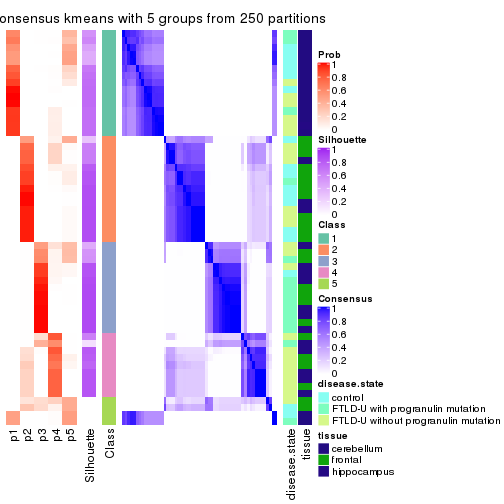 onsensus kmeans with 5 groups from 250 partitions
Prob
1
0.8
0.6
0.4
0.2
0
Silhouette
1
0.8
0.6
0.4
0.2
0
Class
1
2
3
4
5
Consensus
1
0.8
0.6
0.4
0.2
0
disease.state
control
FTLD-U with progranulin mutation
FTLD-U without progranulin mutation
tissue
cerebellum
frontal
hippocampus
p1
p2
p3
p4
p5
Silhouette
Class
disease.state
tissue